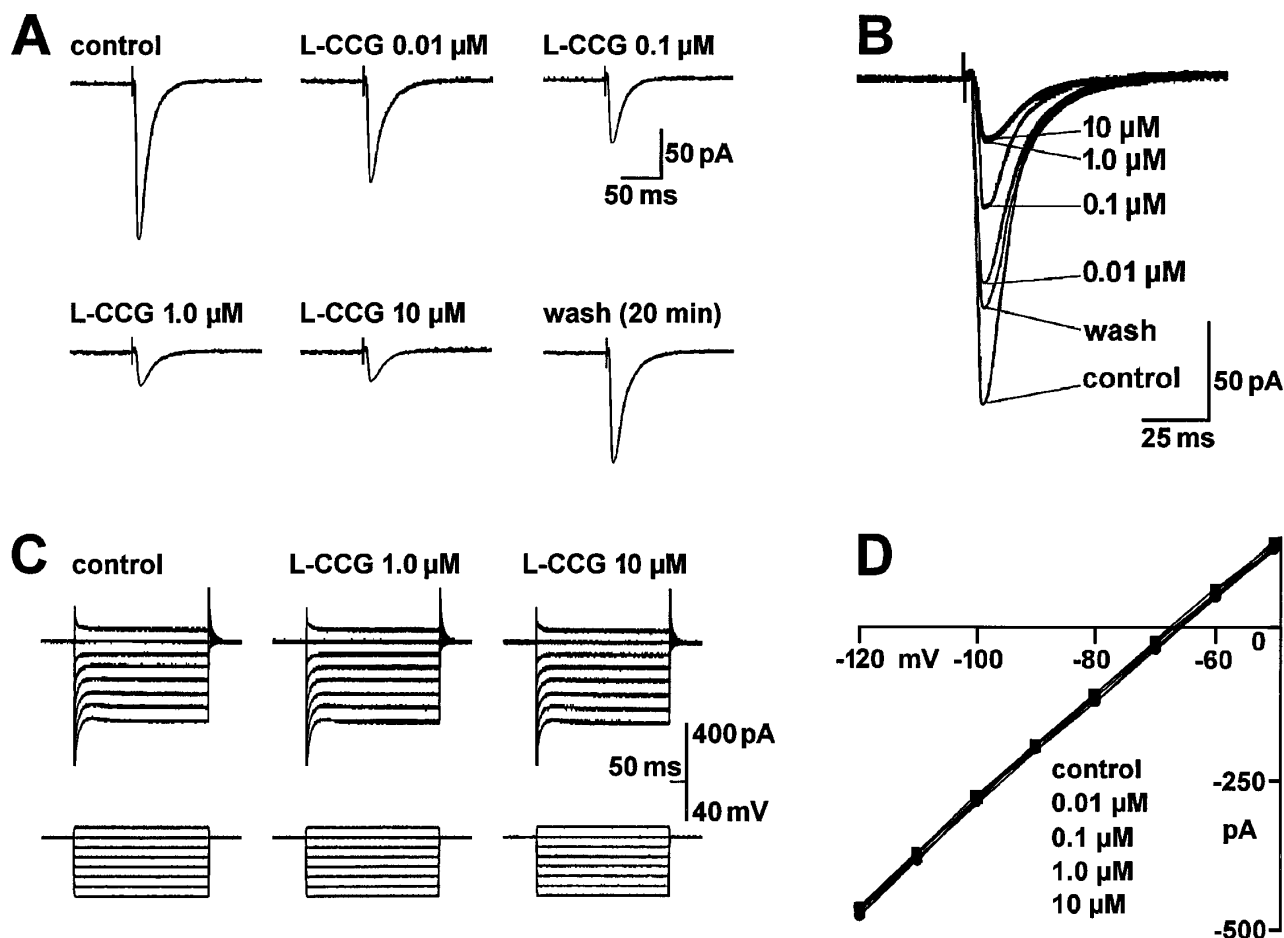 A
control
L-CCG 0.01 µM
L-CCG 0.1 µM
50 pA
50 ms
L-CCG 1.0 µM
L-CCG 10 µM
wash (20 min)
B
10 µM
1.0 µM
0.1 µM
0.01 µM
wash
control
50 pA
25 ms
C
control
L-CCG 1.0 µM
L-CCG 10 µM
400 pA
50 ms
40 mV
D
-120 mV -100 -80 -60 0
control
0.01 µM
0.1 µM
1.0 µM
10 µM
-250
pA
-500